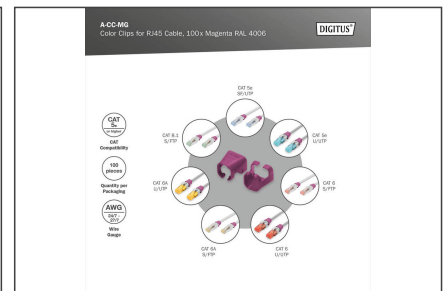 A-CC-MG
Color Clips for RJ45 Cable, 100x Magenta RAL 4006
DIGITUS®
CAT 5e
SF/UTP
CAT
5e
or higher
CAT
Compatibility
CAT 8.1
S/FTP
CAT 5e
U/UTP
100
pieces
Quantity per
Packaging
CAT 6A
U/UTP
CAT 6
S/FTP
AWG
24/7 -
27/7
Wire
Gauge
CAT 6A
S/FTP
CAT 6
U/UTP